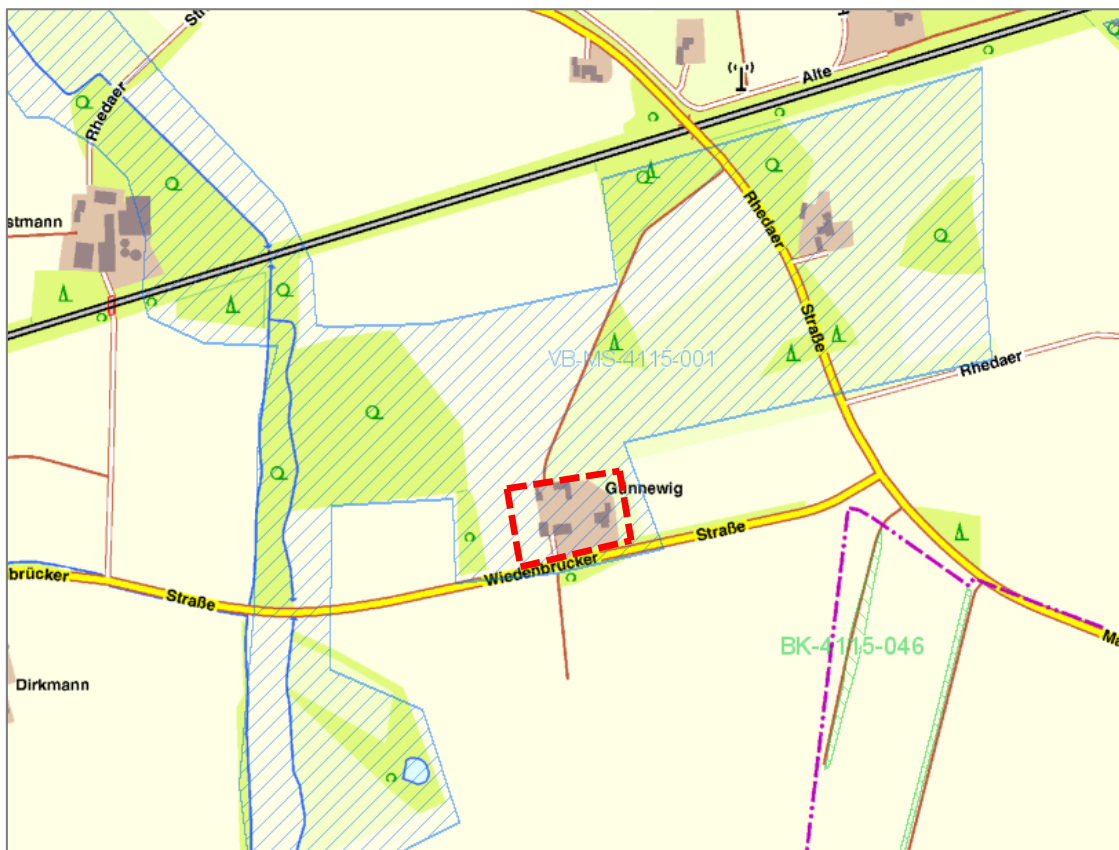 Rhedaer
Alte
Rhedaer
Straße
stmann
VB-MS-4115-001
Rhedaer
Gunnewig
Straße
Wiedenbrücker
brücker
Straße
BK-4115-046
Ma
Dirkmann